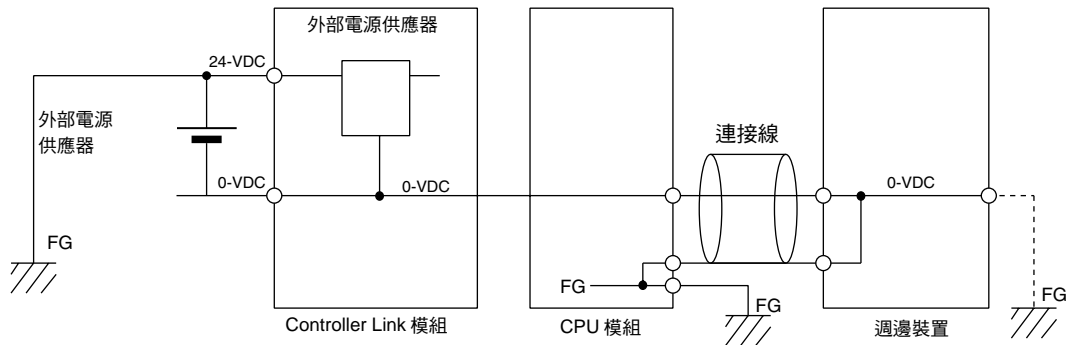 外部電源供應器
24-VDC
外部電源
供應器
連接線
0-VDC
0-VDC
0-VDC
FG
FG
FG
FG
Controller Link 模組
CPU 模組
週邊裝置